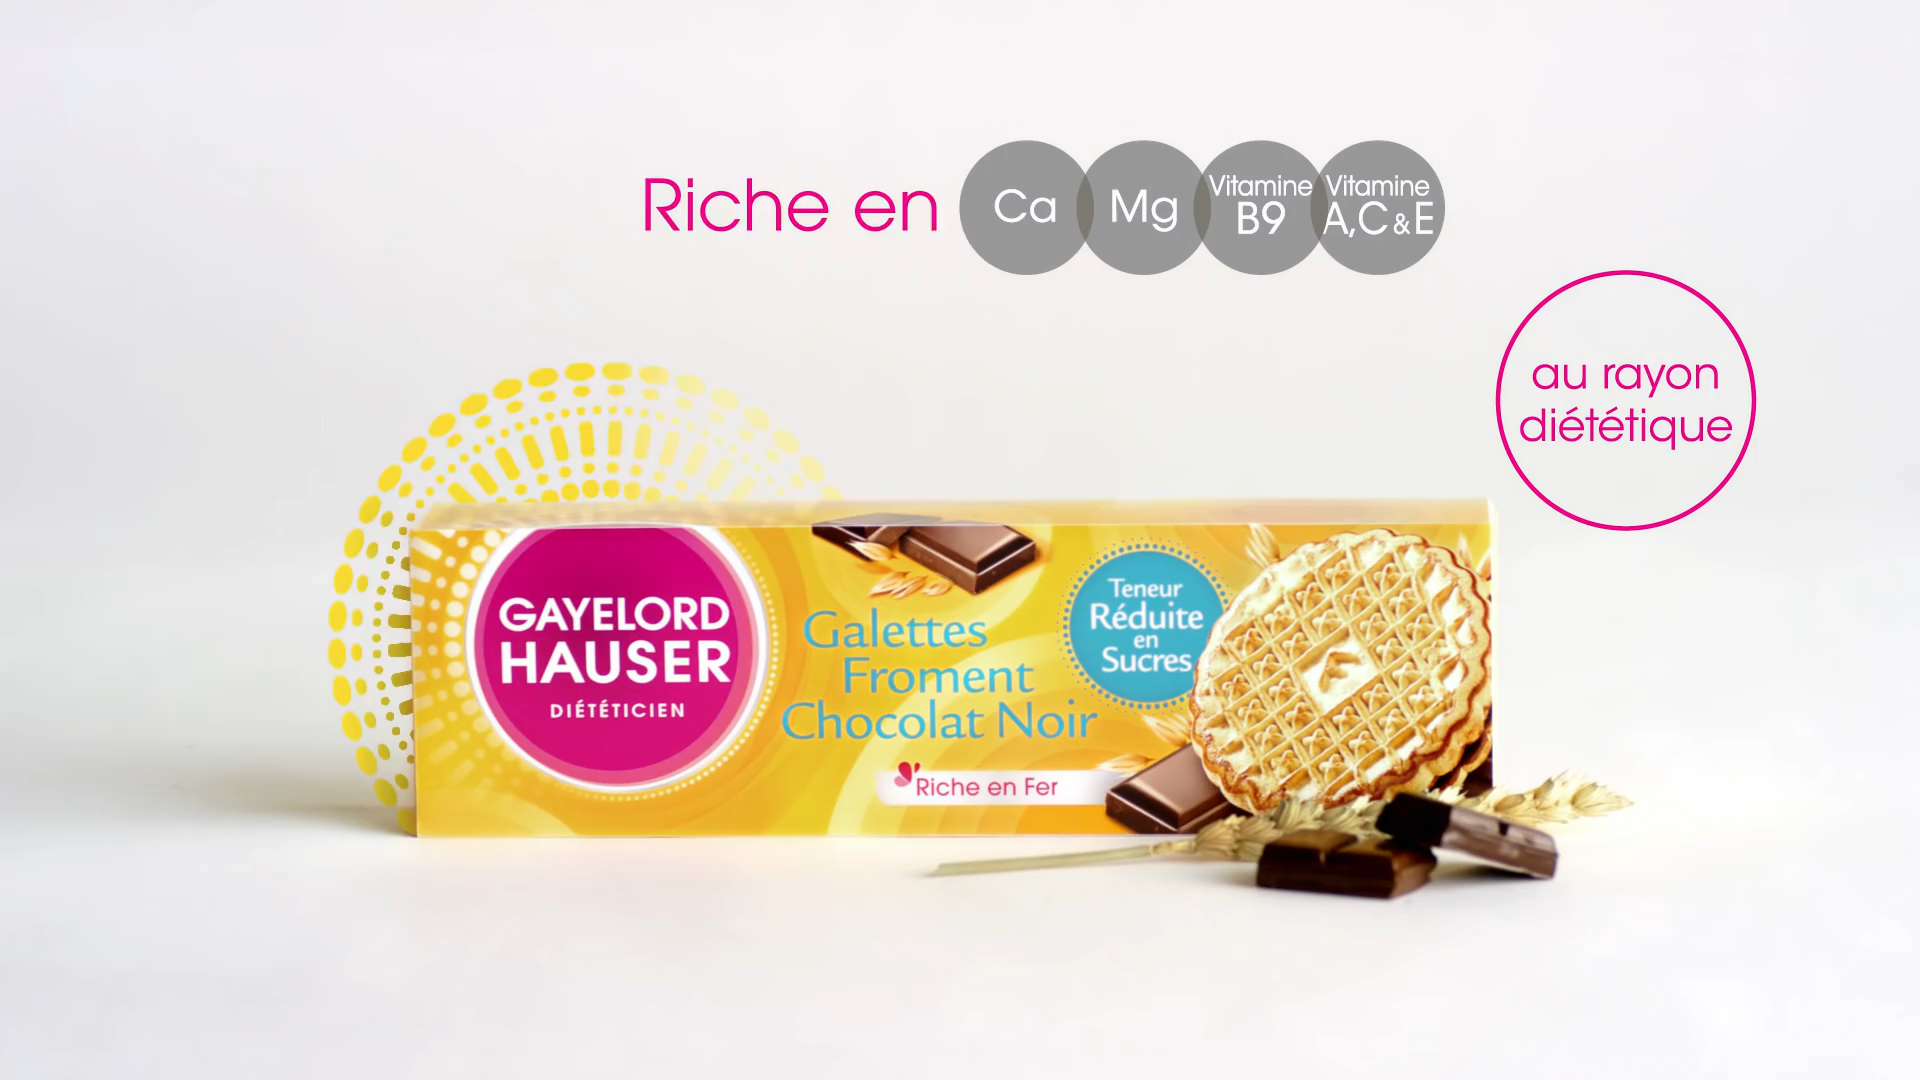 Riche en
Ca
Mg
Vitamine
B9
Vitamine
A,C&E
au rayon
diététique
GAYELORD
HAUSER
DIÉTÉTICIEN
Galettes
Froment
Chocolat Noir
Riche en Fer
Teneur
Réduite
en
Sucres